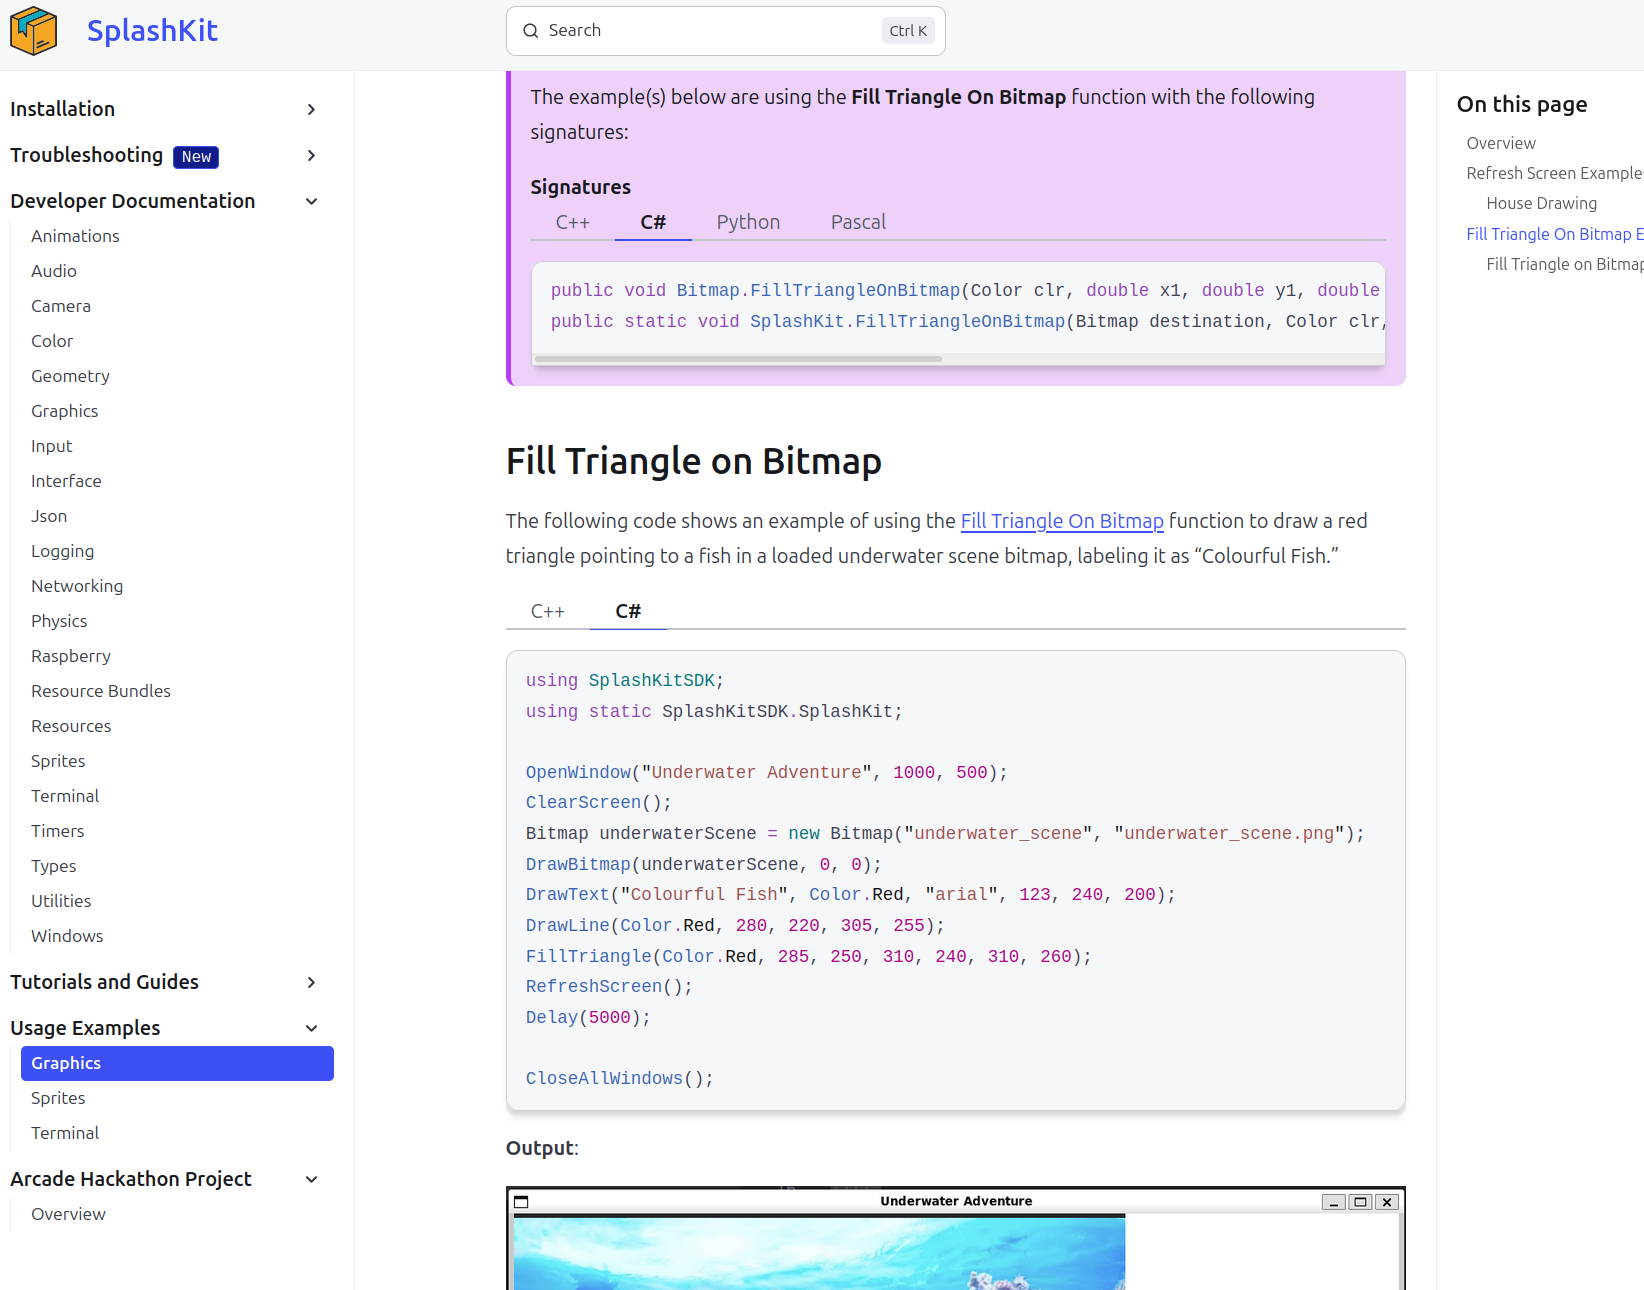 SplashKit
Search
Ctrl K
Installation
Troubleshooting New
Developer Documentation
Animations
Audio
Camera
Color
Geometry
Graphics
Input
Interface
Json
Logging
Networking
Physics
Raspberry
Resource Bundles
Resources
Sprites
Terminal
Timers
Types
Utilities
Windows
Tutorials and Guides
Usage Examples
Graphics
Sprites
Terminal
Arcade Hackathon Project
Overview
The example(s) below are using the Fill Triangle On Bitmap function with the following
signatures:
Signatures
C++ C# Python Pascal
public void Bitmap.FillTriangleOnBitmap(Color clr, double x1, double y1, double
public static void SplashKit.FillTriangleOnBitmap(Bitmap destination, Color clr,
Fill Triangle on Bitmap
The following code shows an example of using the Fill Triangle On Bitmap function to draw a red
triangle pointing to a fish in a loaded underwater scene bitmap, labeling it as “Colourful Fish.”
C++ C#
using SplashKitSDK;
using static SplashKitSDK.SplashKit;
OpenWindow("Underwater Adventure", 1000, 500);
ClearScreen();
Bitmap underwaterScene = new Bitmap("underwater_scene", "underwater_scene.png");
DrawBitmap(underwaterScene, 0, 0);
DrawText("Colourful Fish", Color.Red, "arial", 123, 240, 200);
DrawLine(Color.Red, 280, 220, 305, 255);
FillTriangle(Color.Red, 285, 250, 310, 240, 310, 260);
RefreshScreen();
Delay(5000);
CloseAllWindows();
Output:
Underwater Adventure
On this page
Overview
Refresh Screen Examples
House Drawing
Fill Triangle On Bitmap E
Fill Triangle on Bitmap